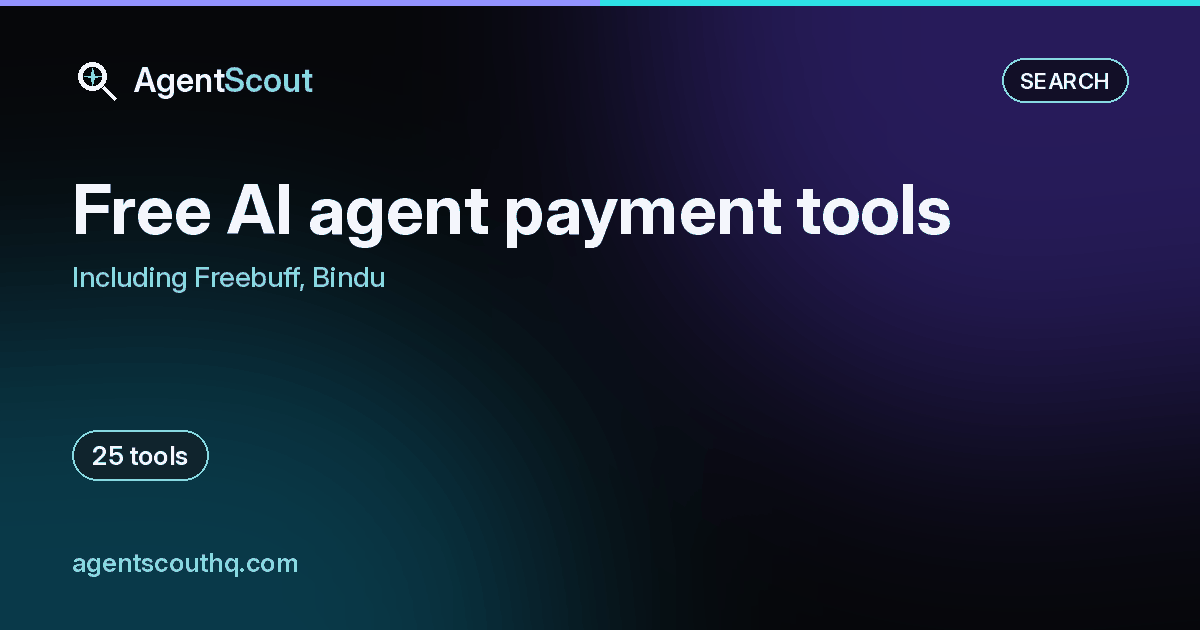 AgentScout
SEARCH
Free AI agent payment tools
Including Freebuff, Bindu
25 tools
agentscouthq.com